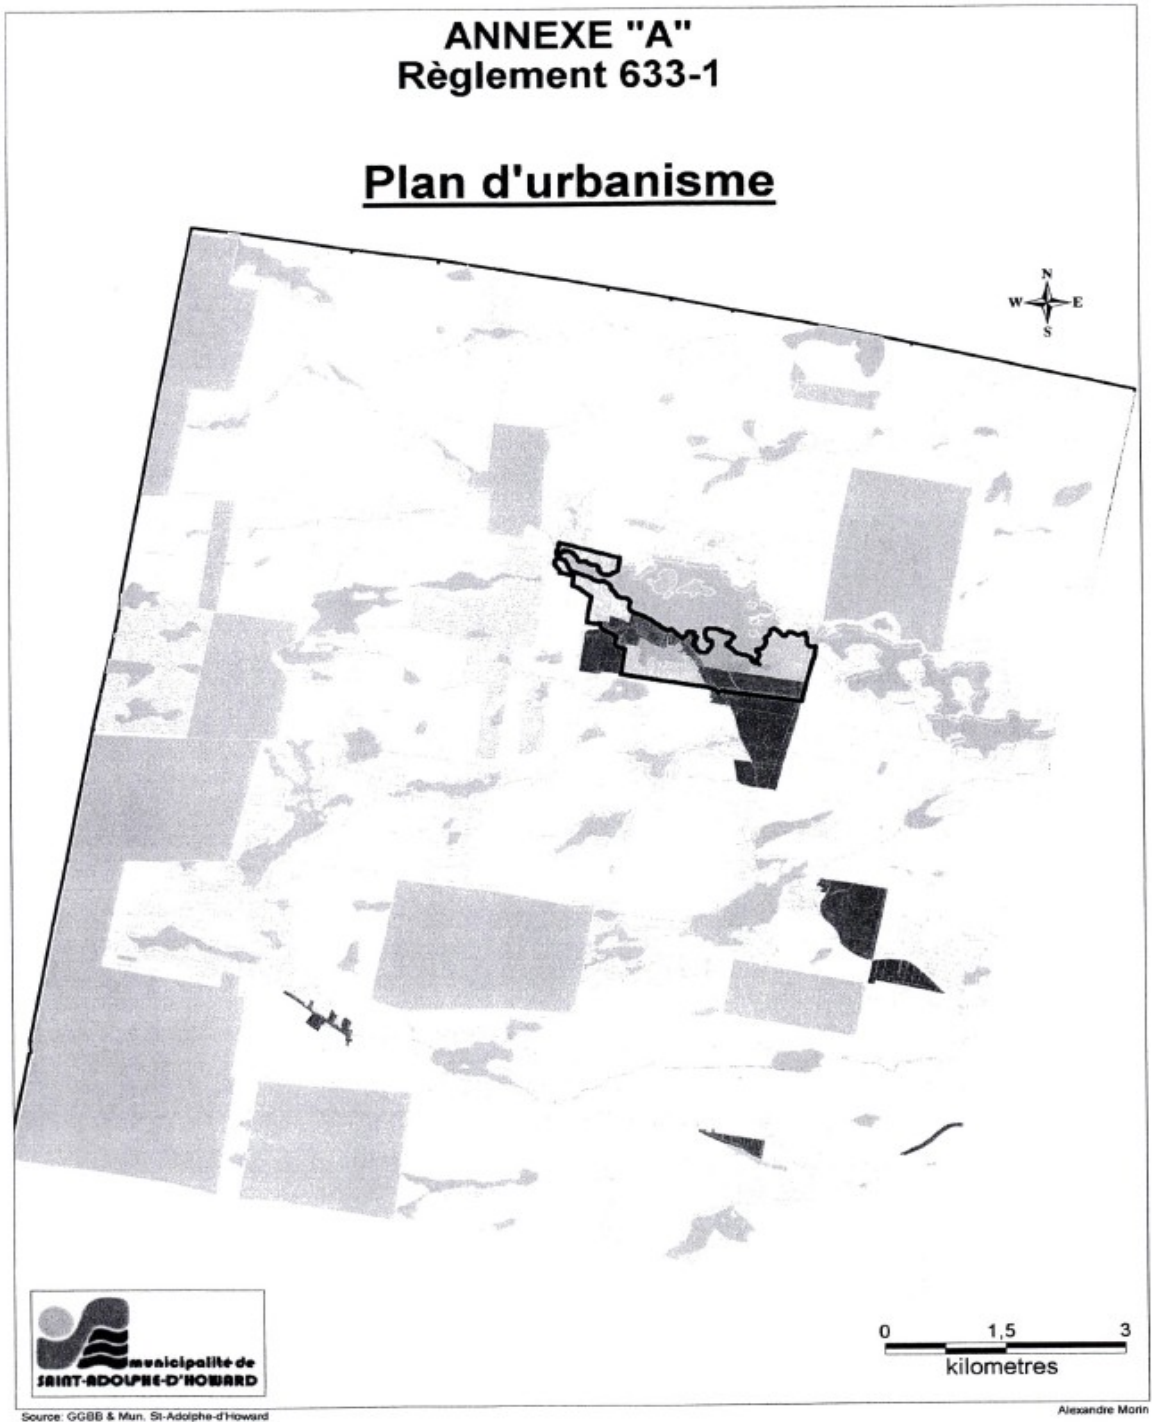 ANNEXE "A"
Règlement 633-1
Plan d'urbanisme
N
W E
S
municipalité de
SAINT-ADOLPHE-D'HOWARD
0 1,5 3
kilometres
Source: GGBB & Mun. St-Adolphe-d'Howard
Alexandre Morin